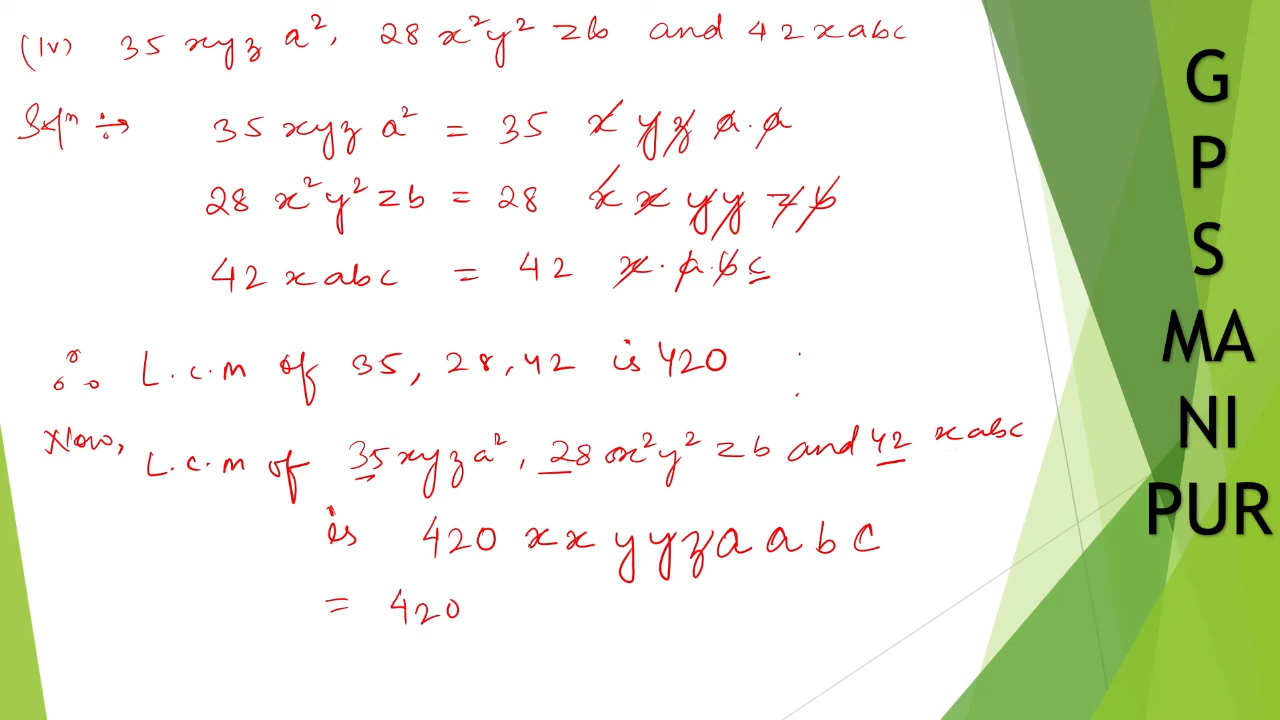 (iv) 35 xyz a², 28 x²y² zb and 42 xabc
Solⁿ ÷→ 35 xyz a² = 35 x y z a.a
28 x²y² zb = 28 x x y y z b
42 x abc = 42 x.a.b c
∴ L.c.m of 35, 28, 42 is 420 :
Now, L.c.m of 35xyz a², 28 x²y² zb and 42 xabc
is 420 x x y y z a a b c
= 420
G
P
S
MA
NI
PUR